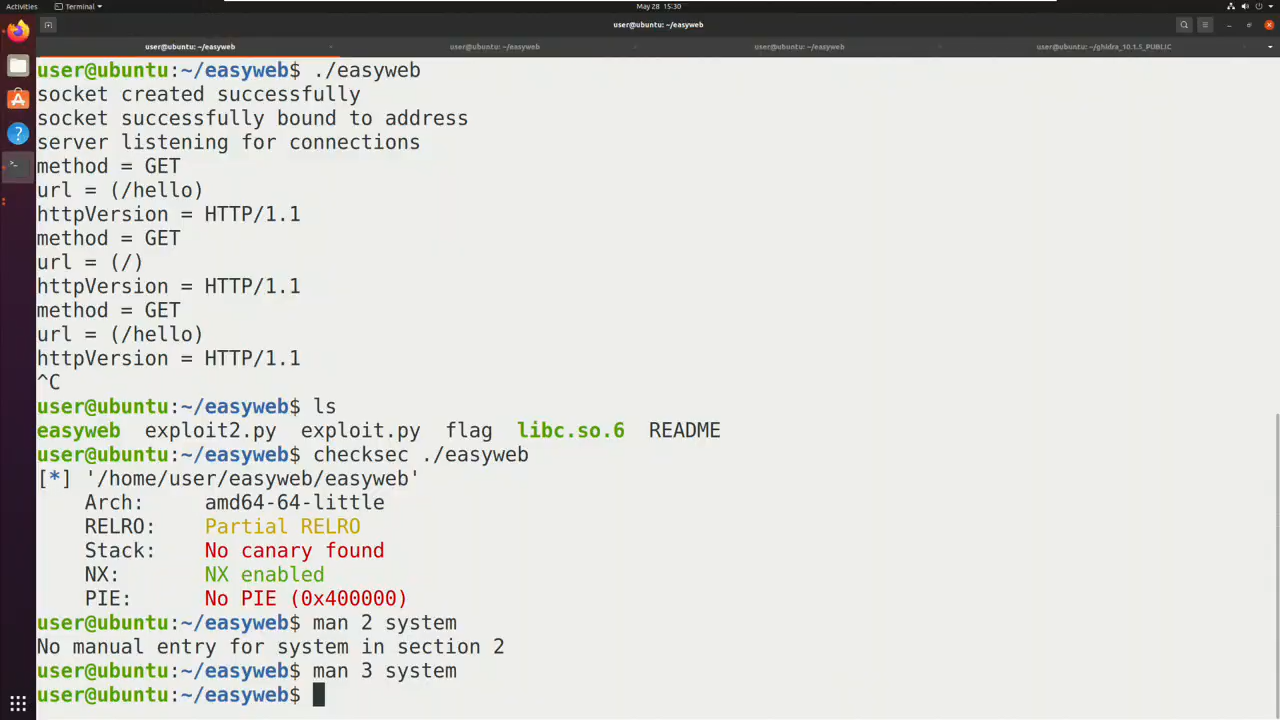 Activities
Terminal
May 28 15:30
user@ubuntu: ~/easyweb
user@ubuntu: ~/easyweb
user@ubuntu: ~/easyweb
user@ubuntu: ~/easyweb
user@ubuntu: ~/ghidra_10.1.5_PUBLIC
user@ubuntu:~/easyweb$ ./easyweb
socket created successfully
socket successfully bound to address
server listening for connections
method = GET
url = (/hello)
httpVersion = HTTP/1.1
method = GET
url = (/)
httpVersion = HTTP/1.1
method = GET
url = (/hello)
httpVersion = HTTP/1.1
^C
user@ubuntu:~/easyweb$ ls
easyweb exploit2.py exploit.py flag libc.so.6 README
user@ubuntu:~/easyweb$ checksec ./easyweb
[*] '/home/user/easyweb/easyweb'
Arch: amd64-64-little
RELRO: Partial RELRO
Stack: No canary found
NX: NX enabled
PIE: No PIE (0x400000)
user@ubuntu:~/easyweb$ man 2 system
No manual entry for system in section 2
user@ubuntu:~/easyweb$ man 3 system
user@ubuntu:~/easyweb$